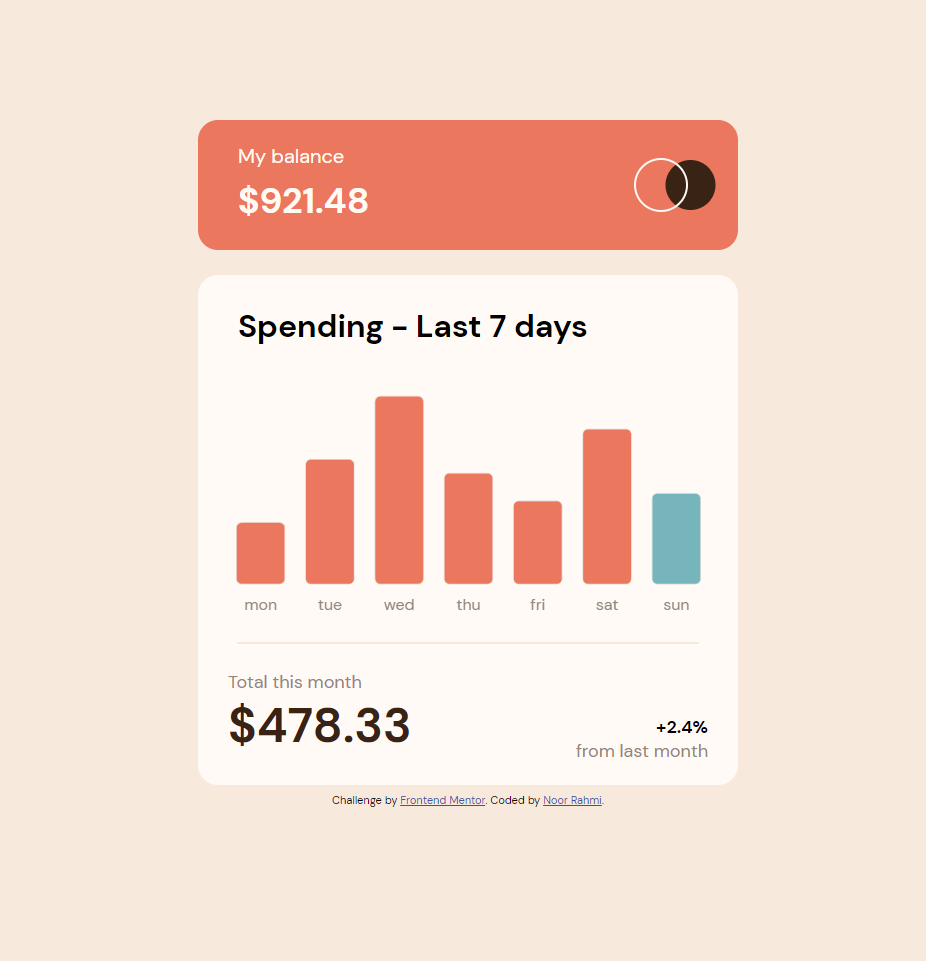 My balance
$921.48
Spending - Last 7 days
mon tue wed thu fri sat sun
Total this month
$478.33
+2.4%
from last month
Challenge by Frontend Mentor. Coded by Noor Rahmi.